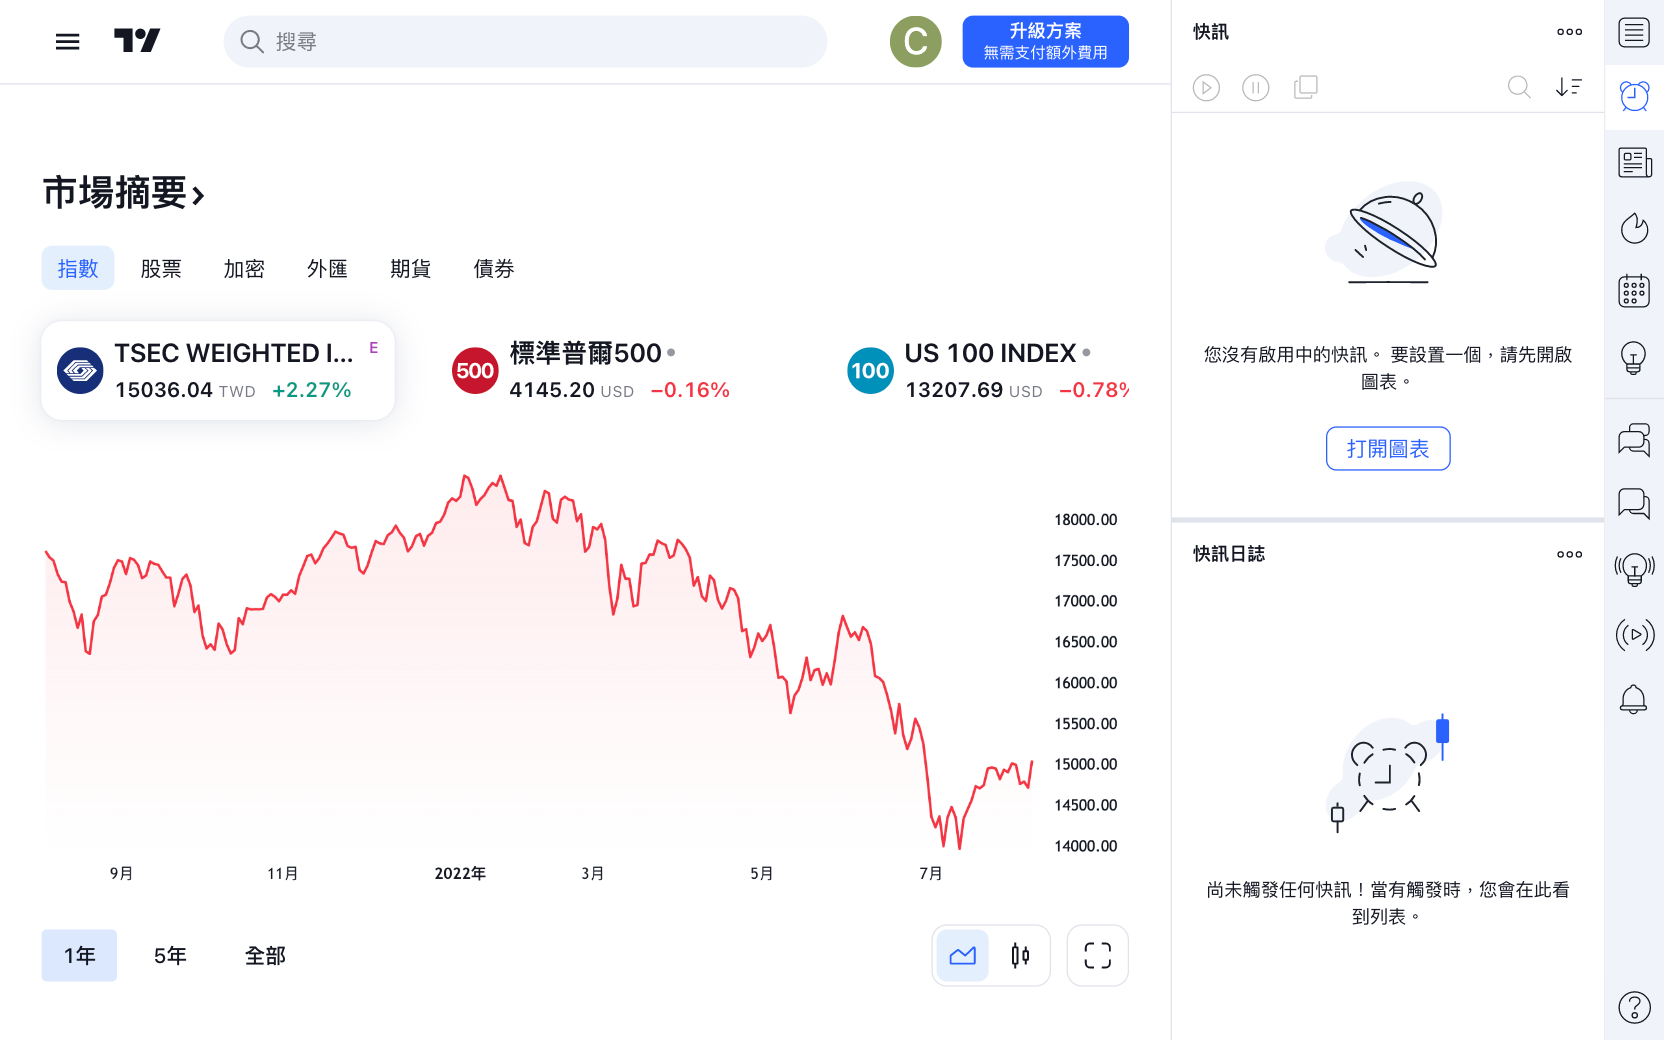 搜尋
C
升級方案
無需支付額外費用
市場摘要
指數 股票 加密 外匯 期貨 債券
TSEC WEIGHTED I... E
15036.04 TWD +2.27%
500
標準普爾500
4145.20 USD −0.16%
100
US 100 INDEX
13207.69 USD −0.78%
18000.00
17500.00
17000.00
16500.00
16000.00
15500.00
15000.00
14500.00
14000.00
9月 11月 2022年 3月 5月 7月
1年 5年 全部
快訊
您沒有啟用中的快訊。 要設置一個，請先開啟
圖表。
打開圖表
快訊日誌
尚未觸發任何快訊！當有觸發時，您會在此看
到列表。